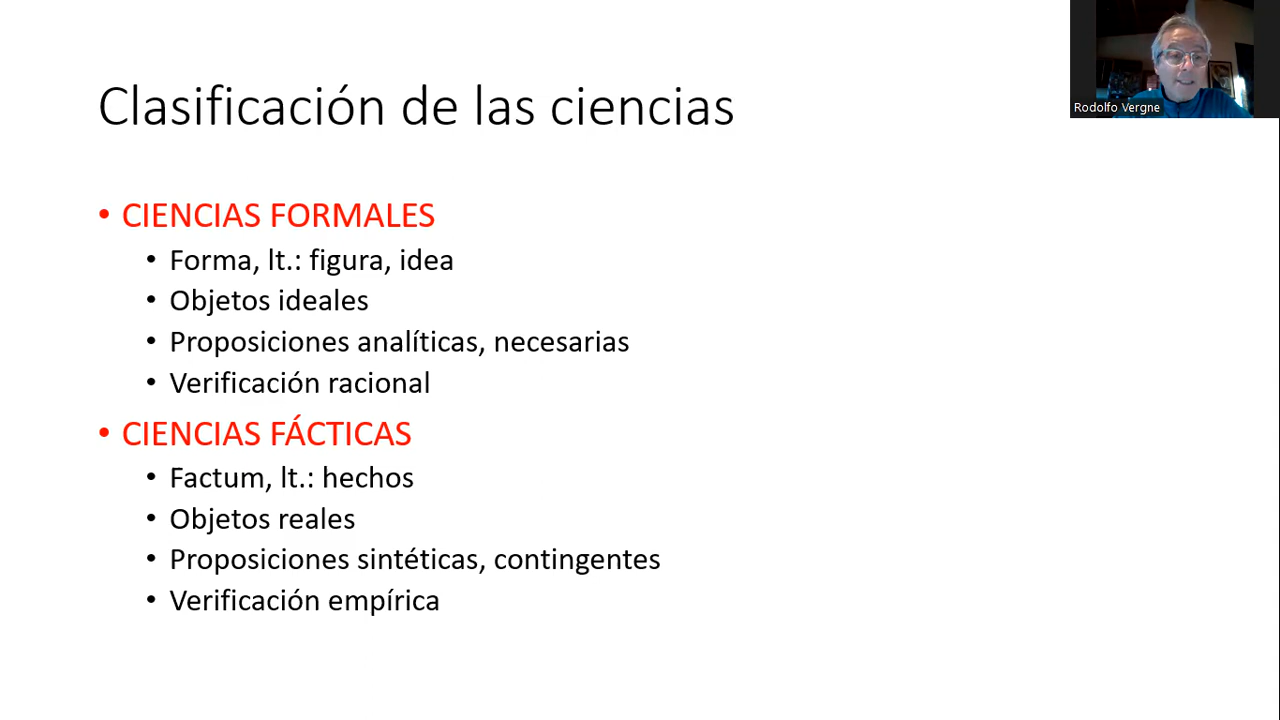 Clasificación de las ciencias
Rodolfo Vergne
• CIENCIAS FORMALES
• Forma, lt.: figura, idea
• Objetos ideales
• Proposiciones analíticas, necesarias
• Verificación racional
• CIENCIAS FÁCTICAS
• Factum, lt.: hechos
• Objetos reales
• Proposiciones sintéticas, contingentes
• Verificación empírica